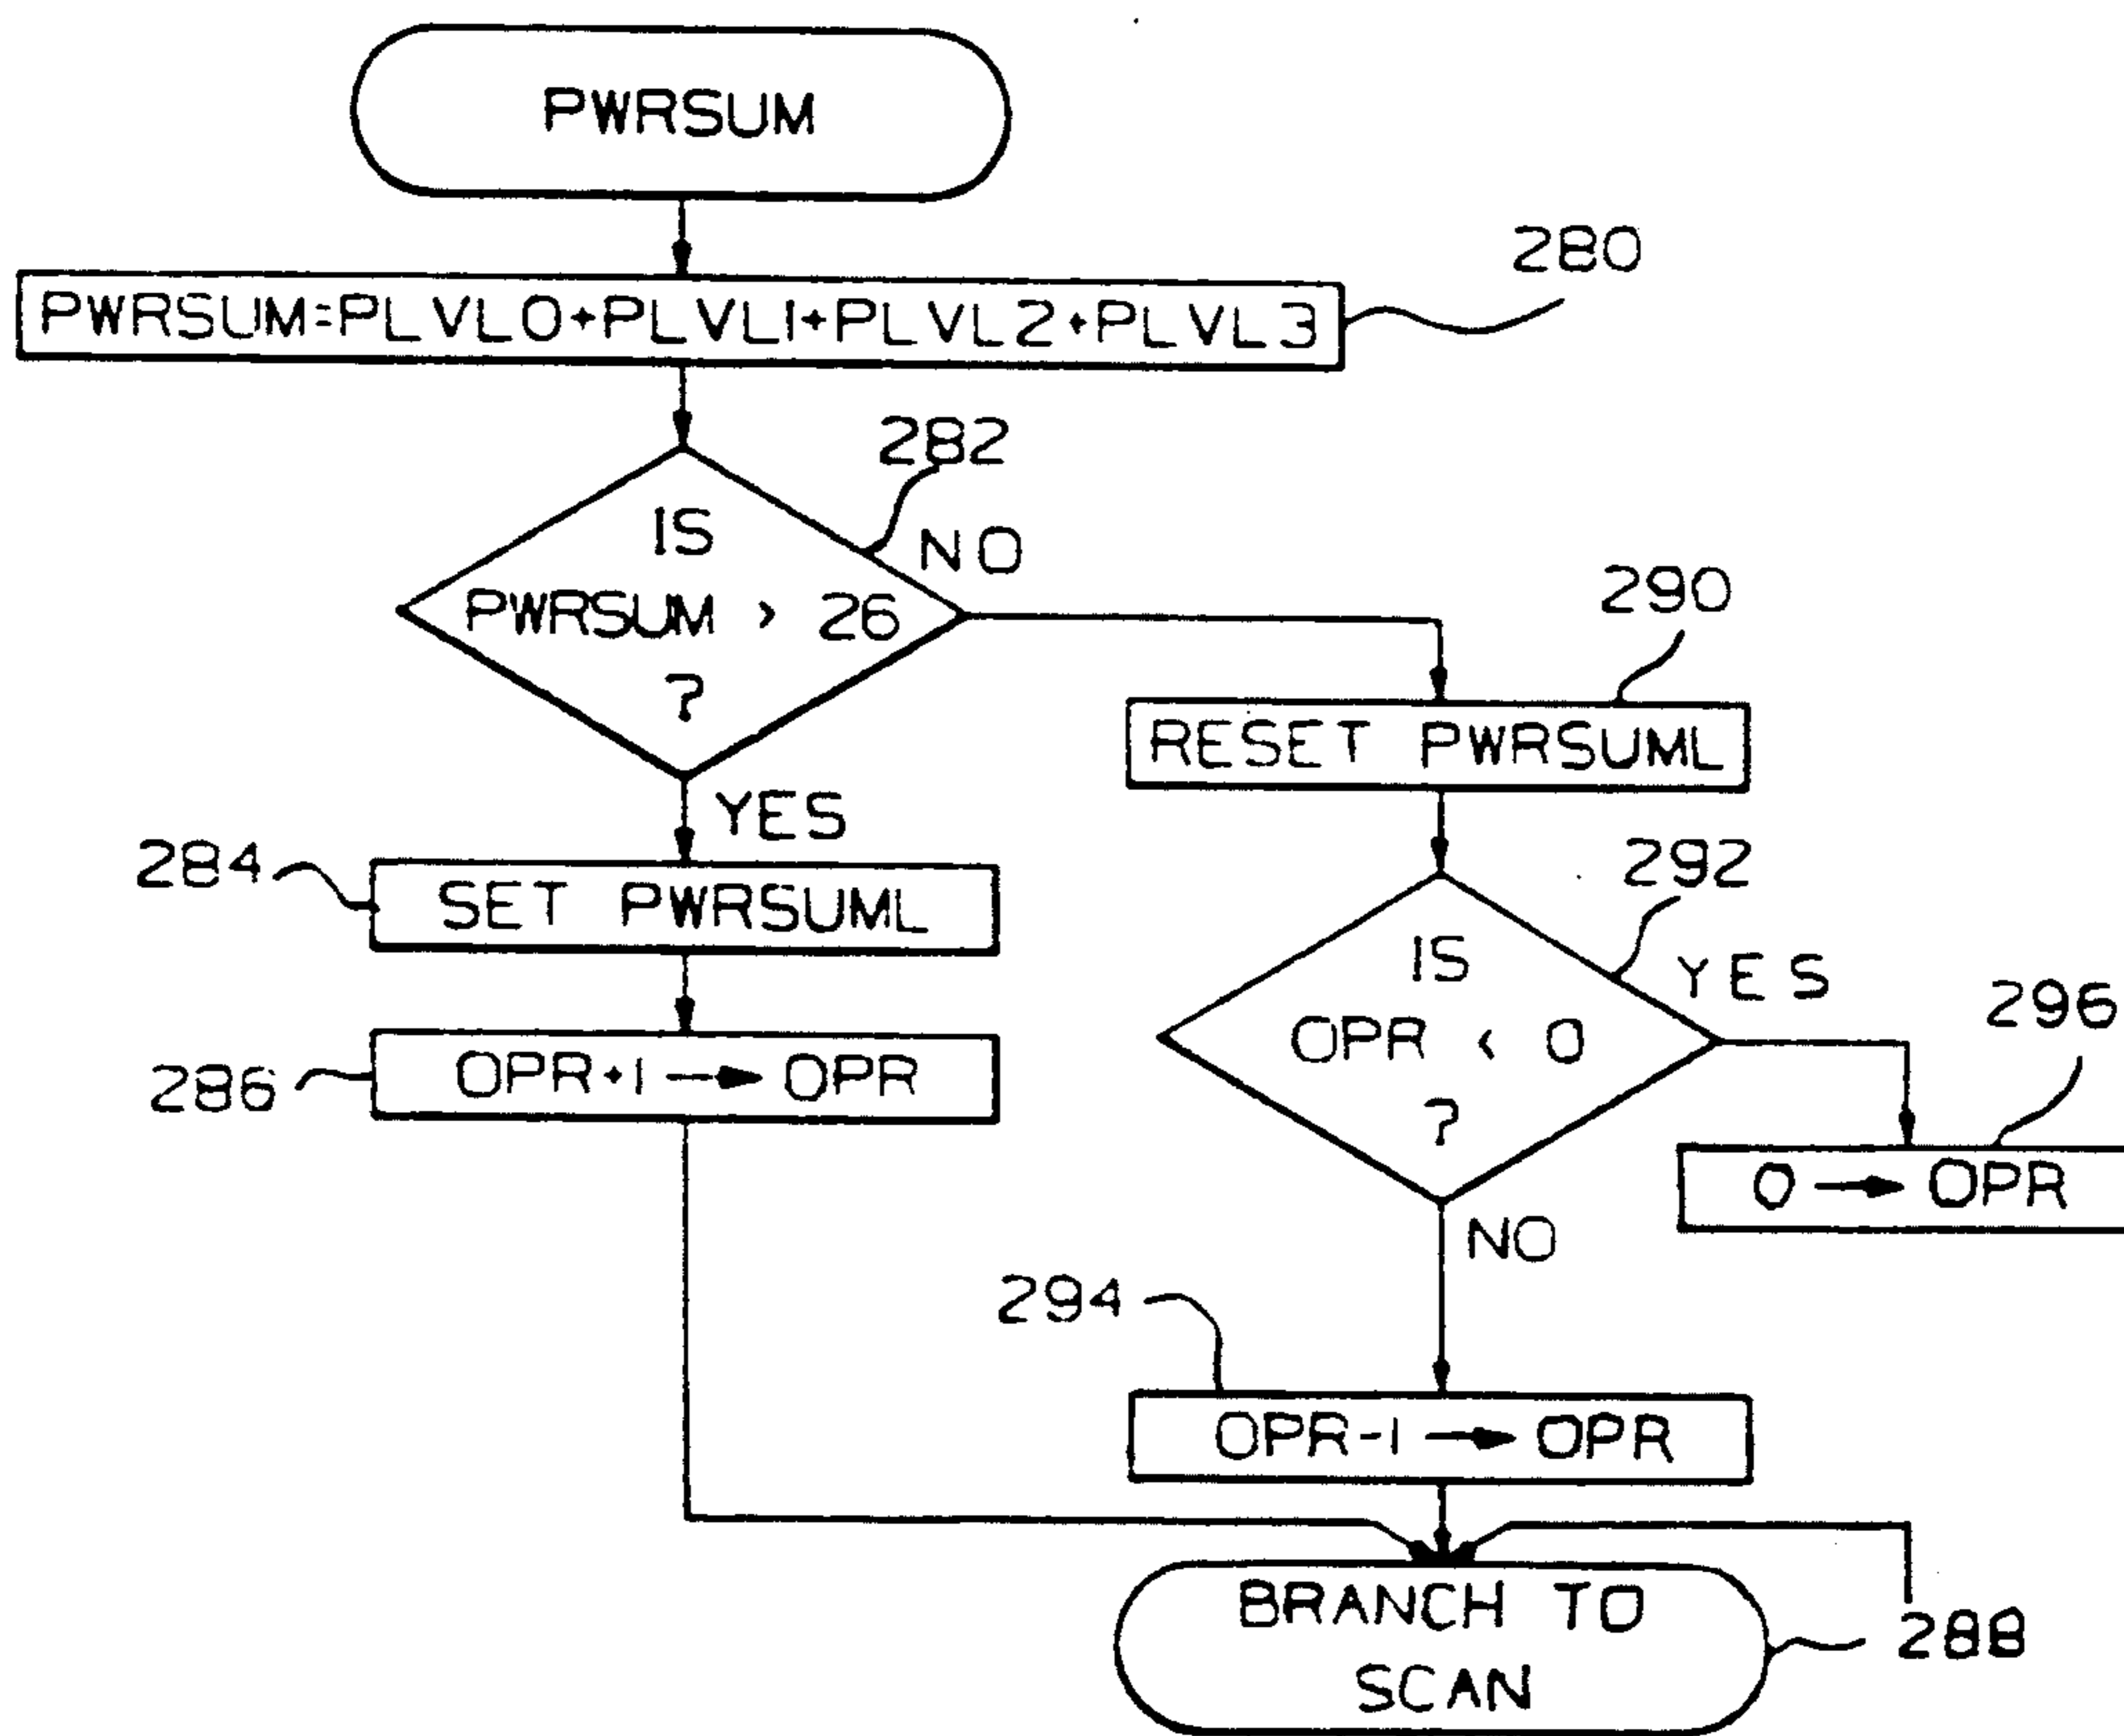 PWRSUM
280
PWRSUM=PLVL0+PLVL1+PLVL2+PLVL3
282
IS
PWRSUM > 26
?
NO
YES
284
SET PWRSUML
286
OPR+1 → OPR
290
RESET PWRSUML
292
IS
OPR < 0
?
YES
296
0 → OPR
NO
294
OPR-1 → OPR
BRANCH TO
SCAN
288